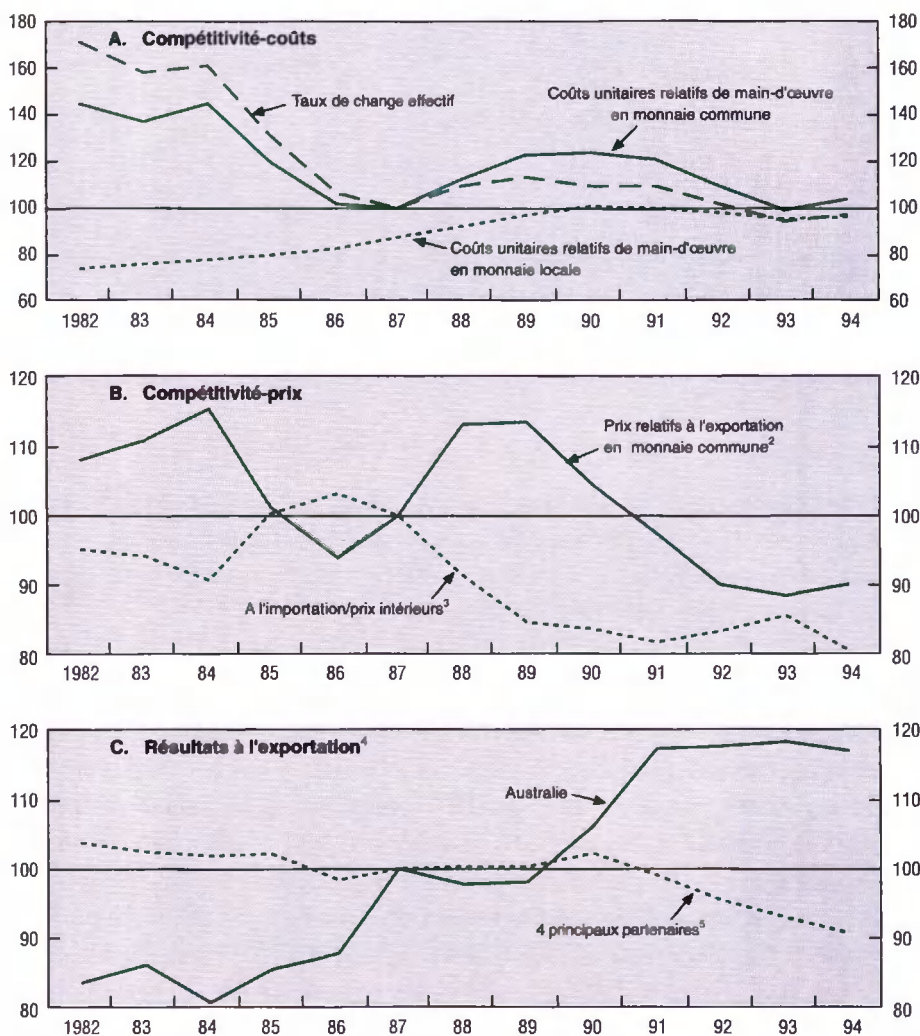 A. Compétitivité-coûts
180 180
160 160
140 140
120 120
100 100
80 80
60 60
Taux de change effectif
Coûts unitaires relatifs de main-d'œuvre
en monnaie commune
Coûts unitaires relatifs de main-d'œuvre
en monnaie locale
1982 83 84 85 86 87 88 89 90 91 92 93 94
B. Compétitivité-prix
120 120
110 110
100 100
90 90
80 80
Prix relatifs à l'exportation
en monnaie commune²
A l'importation/prix intérieurs³
1982 83 84 85 86 87 88 89 90 91 92 93 94
C. Résultats à l'exportation⁴
120 120
110 110
100 100
90 90
80 80
Australie
4 principaux partenaires⁵
1982 83 84 85 86 87 88 89 90 91 92 93 94